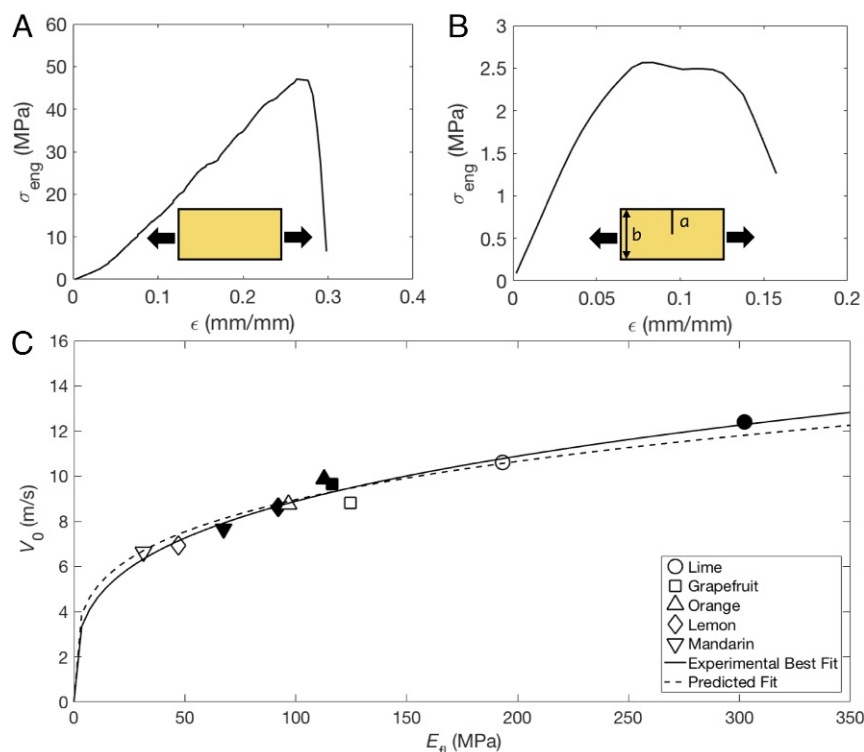 A
60
50
40
30
20
10
0
σeng (MPa)
0 0.1 0.2 0.3 0.4
ϵ (mm/mm)
B
3
2.5
2
1.5
1
0.5
0
σeng (MPa)
b a
0 0.05 0.1 0.15 0.2
ϵ (mm/mm)
C
16
14
12
10
8
6
4
2
0
V0 (m/s)
Lime
Grapefruit
Orange
Lemon
Mandarin
Experimental Best Fit
Predicted Fit
0 50 100 150 200 250 300 350
Efl (MPa)